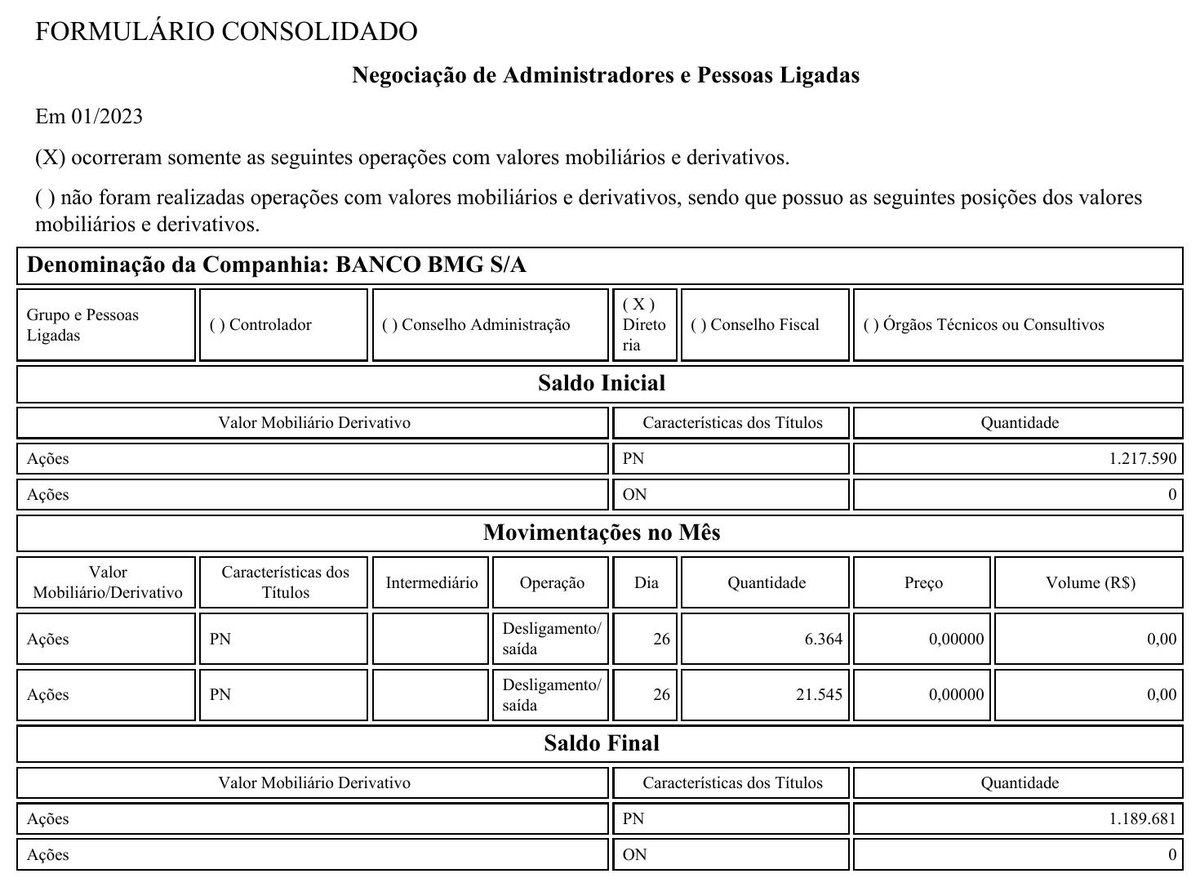 FORMULÁRIO CONSOLIDADO
Negociação de Administradores e Pessoas Ligadas
Em 01/2023
(X) ocorreram somente as seguintes operações com valores mobiliários e derivativos.
( ) não foram realizadas operações com valores mobiliários e derivativos, sendo que possuo as seguintes posições dos valores
mobiliários e derivativos.
Denominação da Companhia: BANCO BMG S/A
Grupo e Pessoas
Ligadas
( ) Controlador
( ) Conselho Administração
( X )
Direto
ria
( ) Conselho Fiscal
( ) Órgãos Técnicos ou Consultivos
Saldo Inicial
Valor Mobiliário Derivativo
Características dos Títulos
Quantidade
Ações
PN
1.217.590
Ações
ON
0
Movimentações no Mês
Valor
Mobiliário/Derivativo
Características dos
Títulos
Intermediário
Operação
Dia
Quantidade
Preço
Volume (R$)
Ações
PN
Desligamento/
saída
26
6.364
0,00000
0,00
Ações
PN
Desligamento/
saída
26
21.545
0,00000
0,00
Saldo Final
Valor Mobiliário Derivativo
Características dos Títulos
Quantidade
Ações
PN
1.189.681
Ações
ON
0